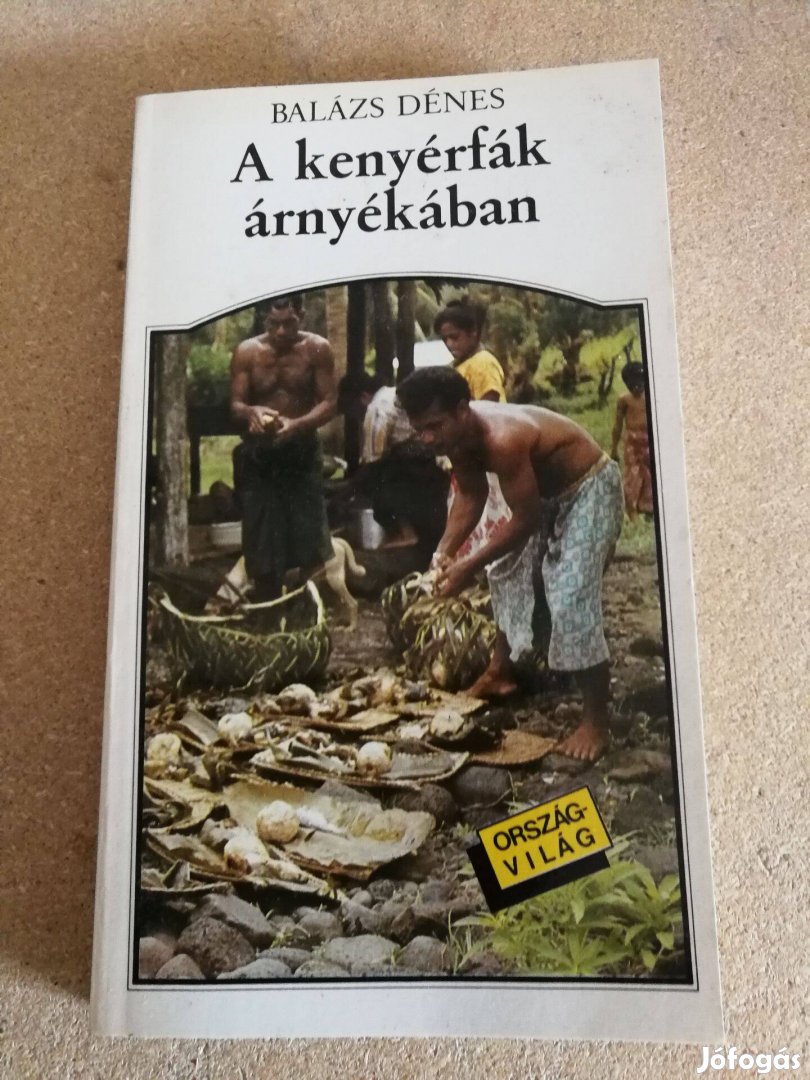 BALÁZS DÉNES
A kenyérfák
árnyékában
ORSZÁG-
VILÁG
Jófogás